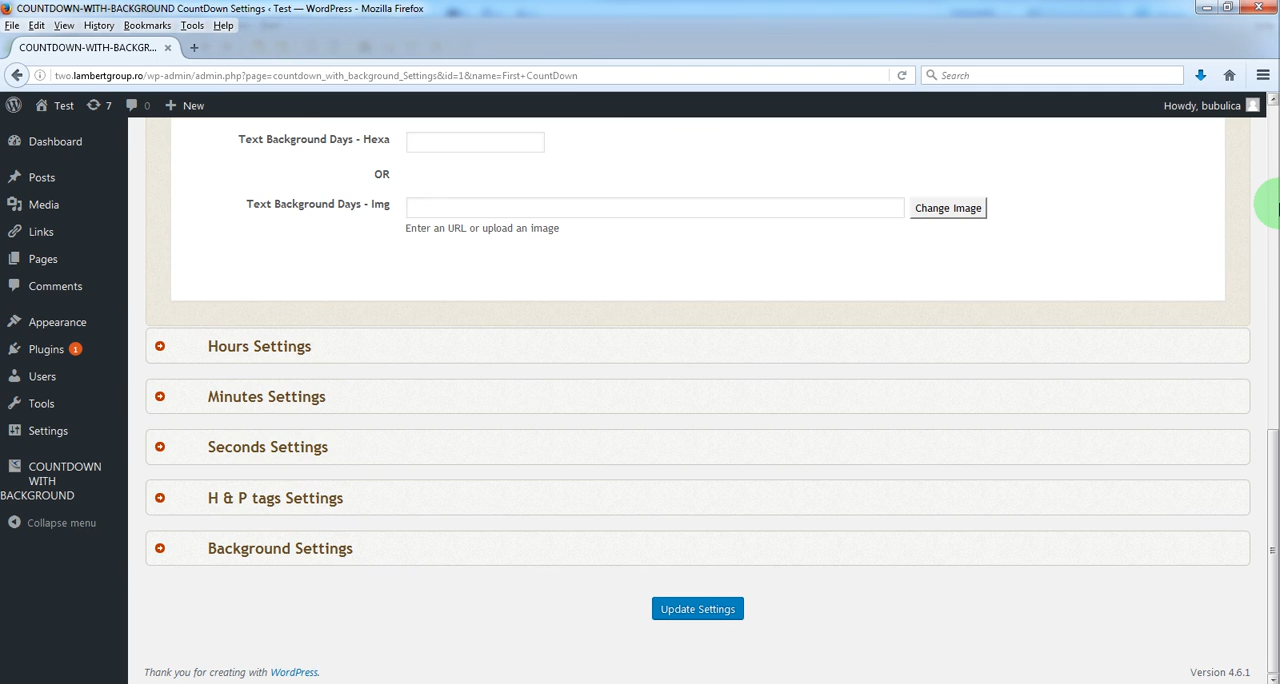 COUNTDOWN-WITH-BACKGROUND CountDown Settings ‹ Test — WordPress - Mozilla Firefox
File Edit View History Bookmarks Tools Help
COUNTDOWN-WITH-BACKGR... × +
two.lambertgroup.ro/wp-admin/admin.php?page=countdown_with_background_Settings&id=1&name=First+CountDown
Search
Test 7 0 + New
Howdy, bubulica
Dashboard
Posts
Media
Links
Pages
Comments
Appearance
Plugins 1
Users
Tools
Settings
COUNTDOWN
WITH
BACKGROUND
Collapse menu
Text Background Days - Hexa
OR
Text Background Days - Img
Change Image
Enter an URL or upload an image
Hours Settings
Minutes Settings
Seconds Settings
H & P tags Settings
Background Settings
Update Settings
Thank you for creating with WordPress.
Version 4.6.1